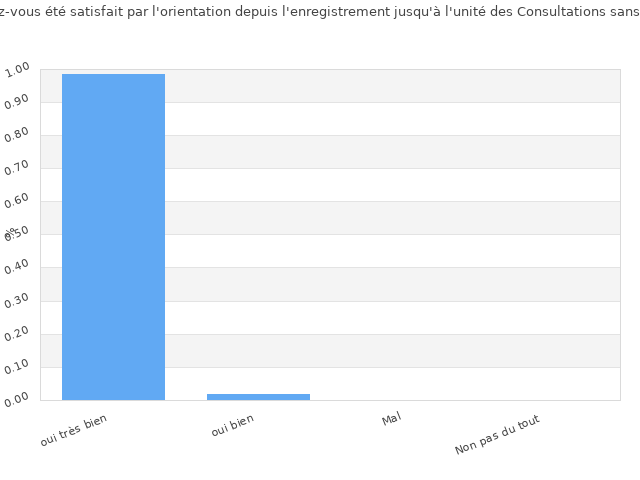 z-vous été satisfait par l'orientation depuis l'enregistrement jusqu'à l'unité des Consultations sans
1.00
0.90
0.80
0.70
0.60
0.50
0.40
0.30
0.20
0.10
0.00
oui très bien
oui bien
Mal
Non pas du tout